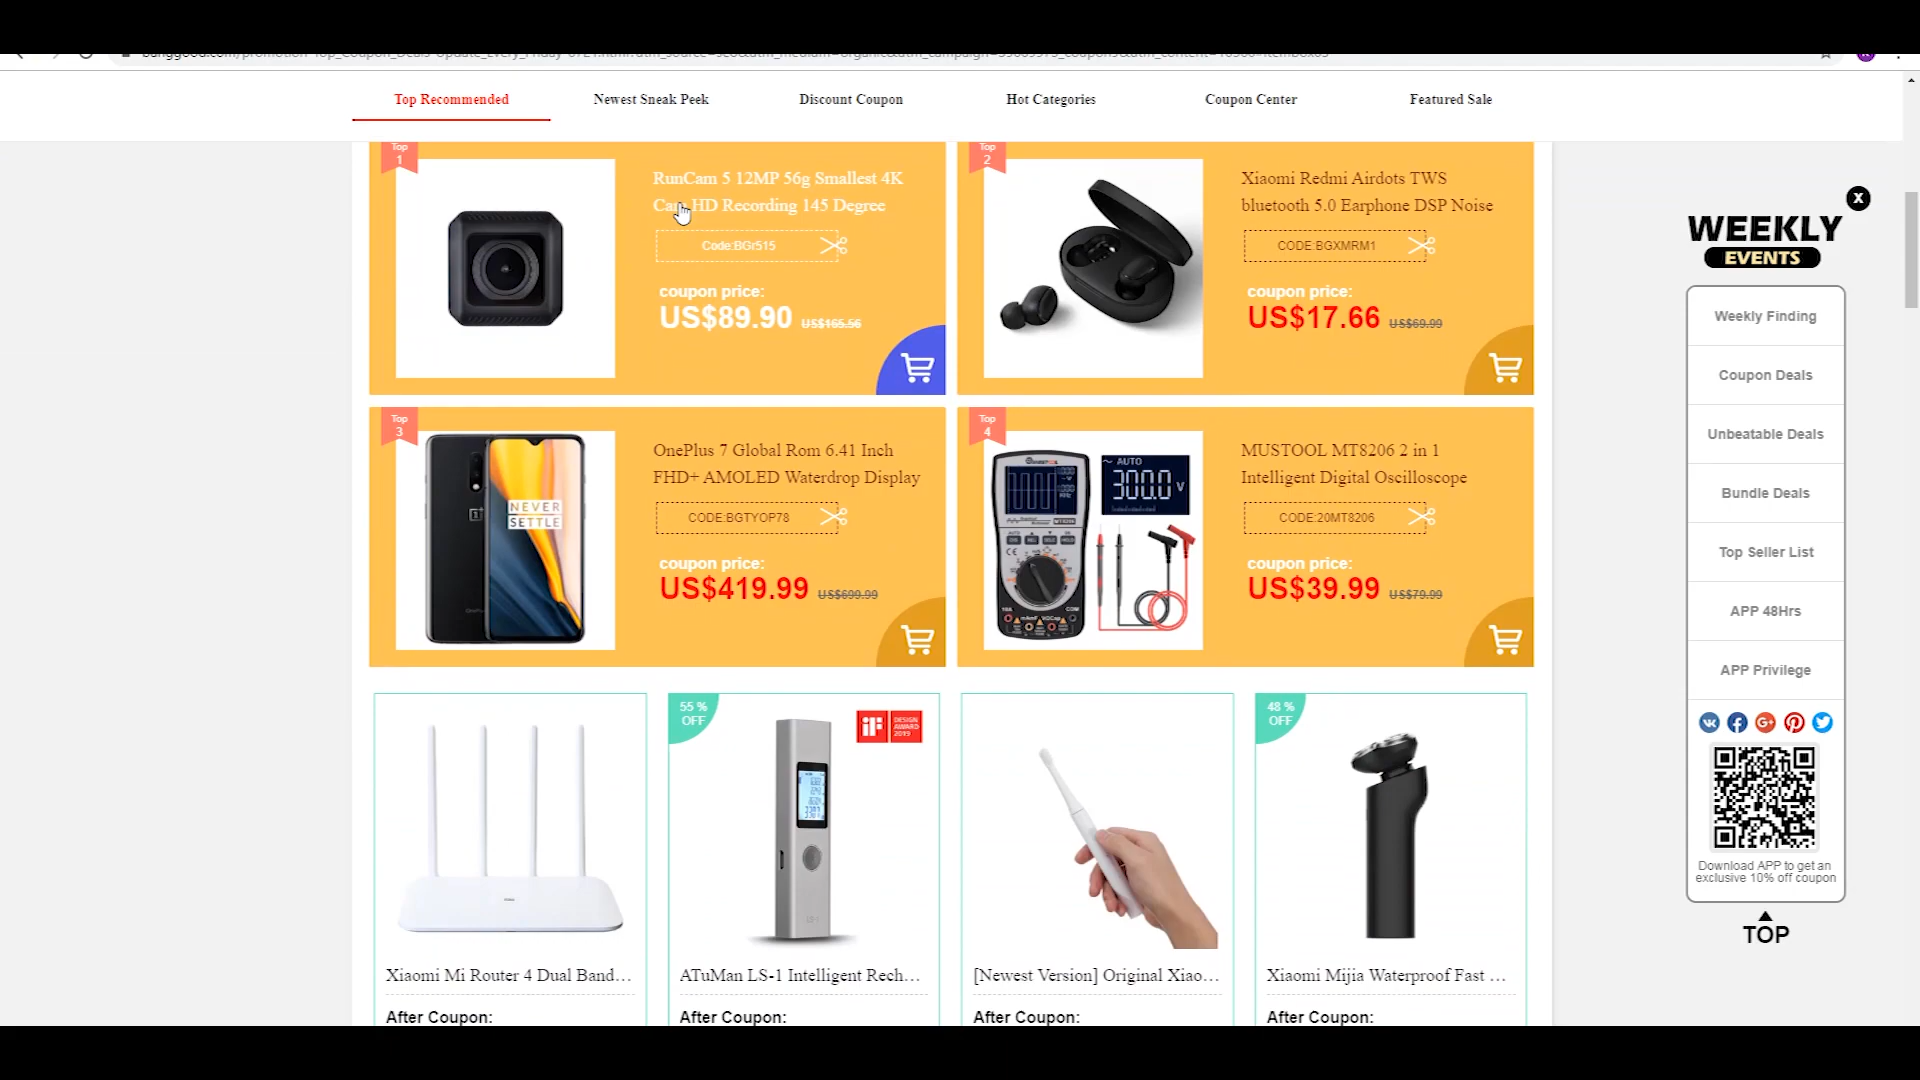 Top Recommended
Newest Sneak Peek
Discount Coupon
Hot Categories
Coupon Center
Featured Sale
Top
1
RunCam 5 12MP 56g Smallest 4K
Cam HD Recording 145 Degree
Code:BGr515
coupon price:
US$89.90 US$165.56
Top
2
Xiaomi Redmi Airdots TWS
bluetooth 5.0 Earphone DSP Noise
CODE:BGXMRM1
coupon price:
US$17.66 US$69.99
Top
3
NEVER
SETTLE
OnePlus 7 Global Rom 6.41 Inch
FHD+ AMOLED Waterdrop Display
CODE:BGTYOP78
coupon price:
US$419.99 US$699.99
Top
4
AUTO
300.0 V
MUSTOOL MT8206 2 in 1
Intelligent Digital Oscilloscope
CODE:20MT8206
coupon price:
US$39.99 US$79.99
Xiaomi Mi Router 4 Dual Band...
After Coupon:
55 %
OFF
iF DESIGN
AWARD
2019
ATuMan LS-1 Intelligent Rech...
After Coupon:
[Newest Version] Original Xiao...
After Coupon:
48 %
OFF
Xiaomi Mijia Waterproof Fast ...
After Coupon:
X
WEEKLY
EVENTS
Weekly Finding
Coupon Deals
Unbeatable Deals
Bundle Deals
Top Seller List
APP 48Hrs
APP Privilege
Download APP to get an
exclusive 10% off coupon
TOP